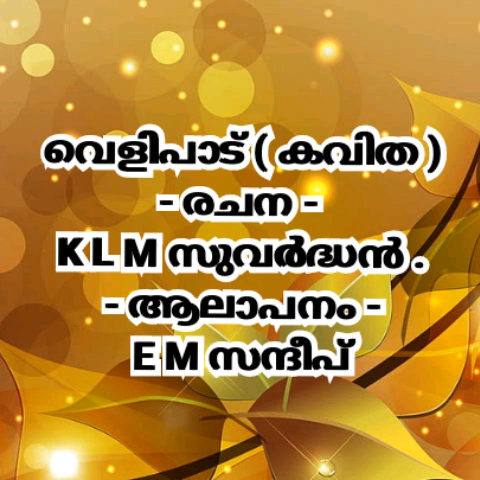 വെളിപാട് ( കവിത )
- രചന -
K L M സുവർദ്ധൻ .
- ആലാപനം -
E M സന്ദീപ്